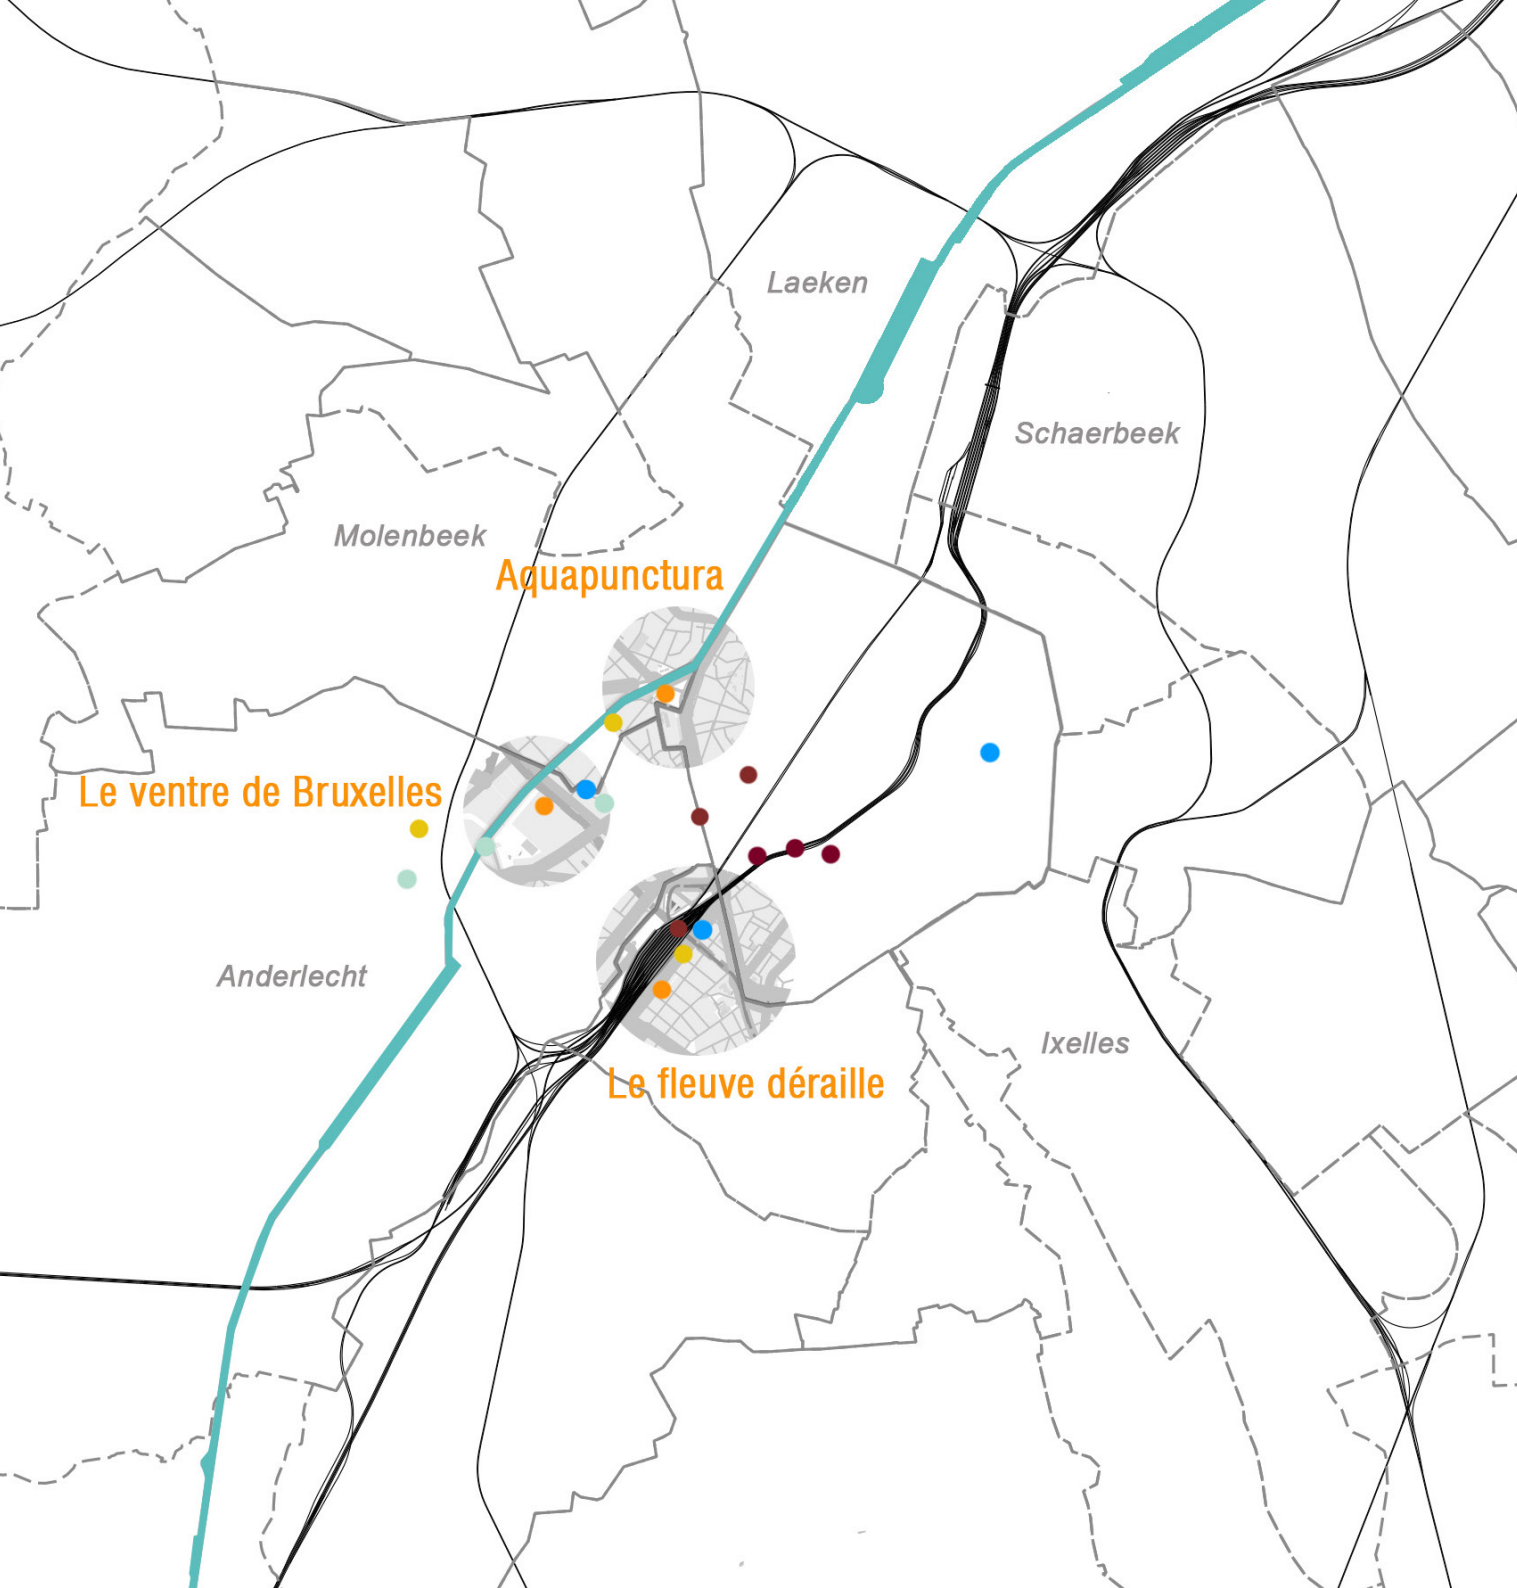 Laeken
Schaerbeek
Molenbeek
Aquapunctura
Le ventre de Bruxelles
Anderlecht
Ixelles
Le fleuve déraille